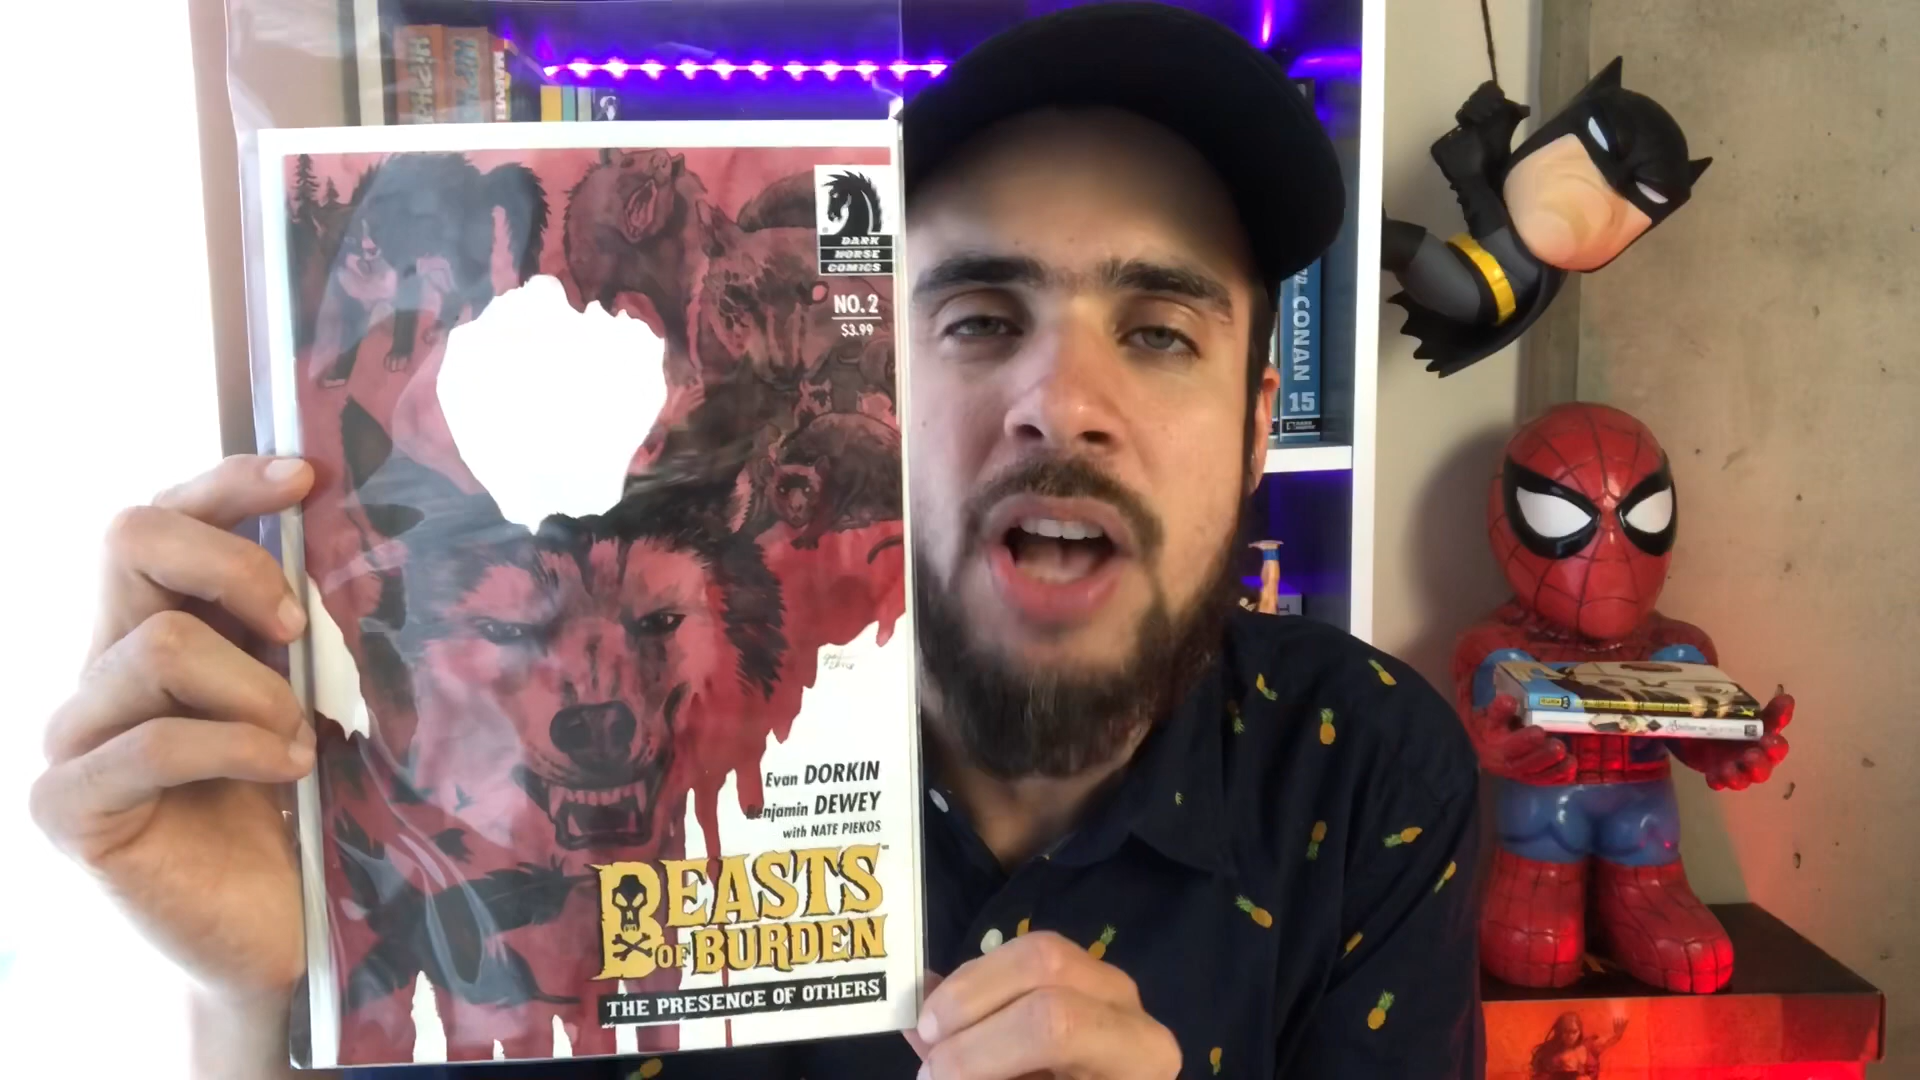 MARVEL
DARK
HORSE
COMICS
NO. 2
$3.99
CONAN
15
Evan DORKIN
Benjamin DEWEY
with NATE PIEKOS
BEASTS
OF BURDEN
THE PRESENCE OF OTHERS